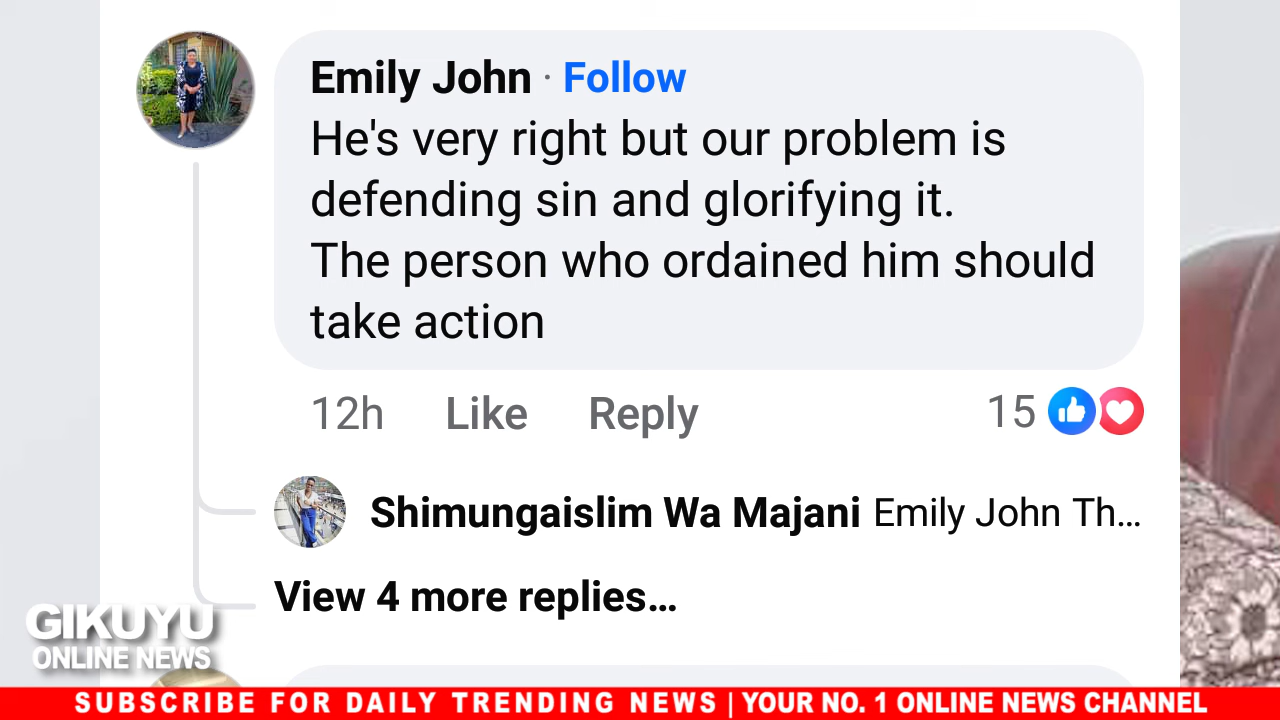 Emily John · Follow
He's very right but our problem is
defending sin and glorifying it.
The person who ordained him should
take action
12h Like Reply 15
Shimungaislim Wa Majani Emily John Th...
View 4 more replies...
GIKUYU
ONLINE NEWS
SUBSCRIBE FOR DAILY TRENDING NEWS | YOUR NO. 1 ONLINE NEWS CHANNEL